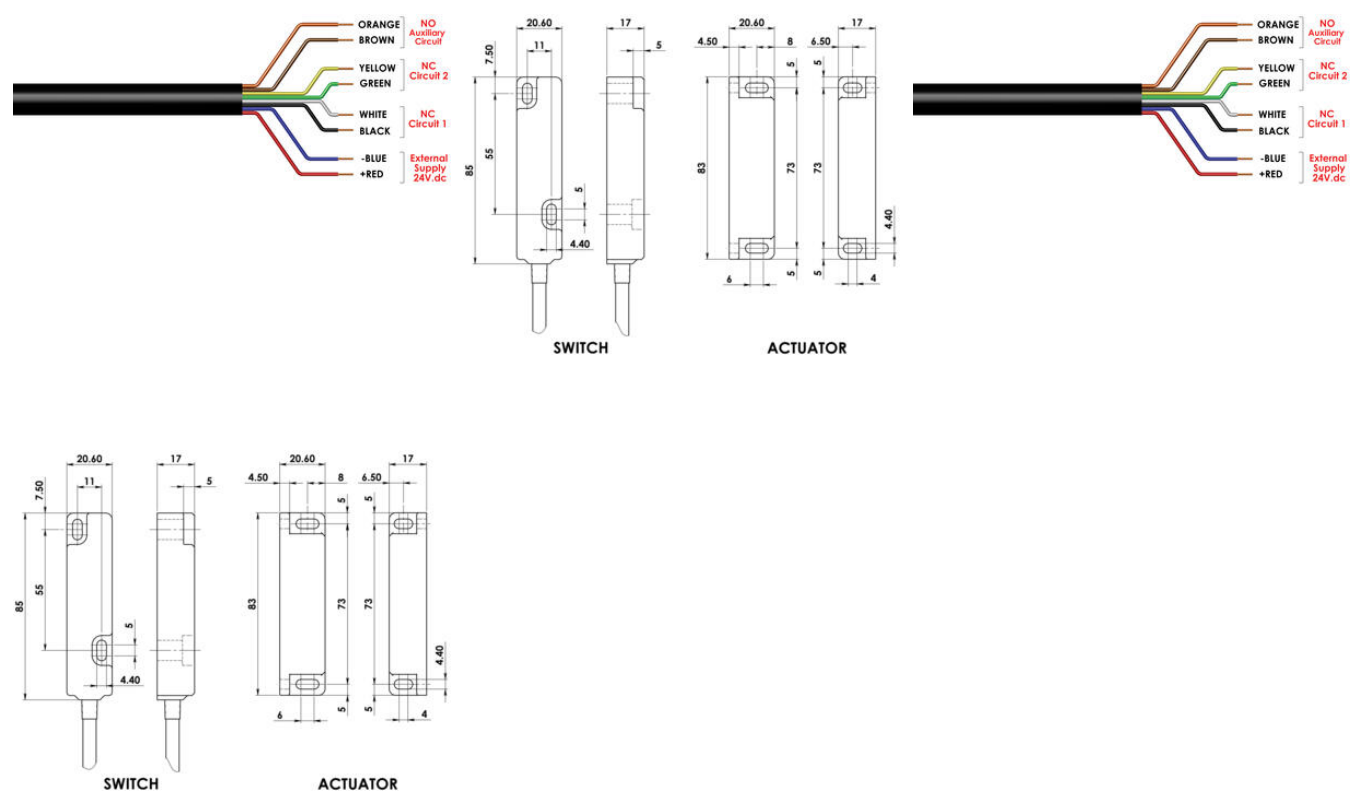 ORANGE
BROWN
NO
Auxiliary
Circuit
YELLOW
GREEN
NC
Circuit 2
WHITE
BLACK
NC
Circuit 1
-BLUE
+RED
External
Supply
24V.dc
20.60
11
7.50
85
55
5
4.40
17
5
SWITCH
20.60
4.50
8
5
83
73
6
5
17
6.50
5
73
4.40
5
4
ACTUATOR
ORANGE
BROWN
NO
Auxiliary
Circuit
YELLOW
GREEN
NC
Circuit 2
WHITE
BLACK
NC
Circuit 1
-BLUE
+RED
External
Supply
24V.dc
20.60
11
7.50
85
55
5
4.40
17
5
SWITCH
20.60
4.50
8
5
83
73
6
5
17
6.50
5
73
4.40
5
4
ACTUATOR